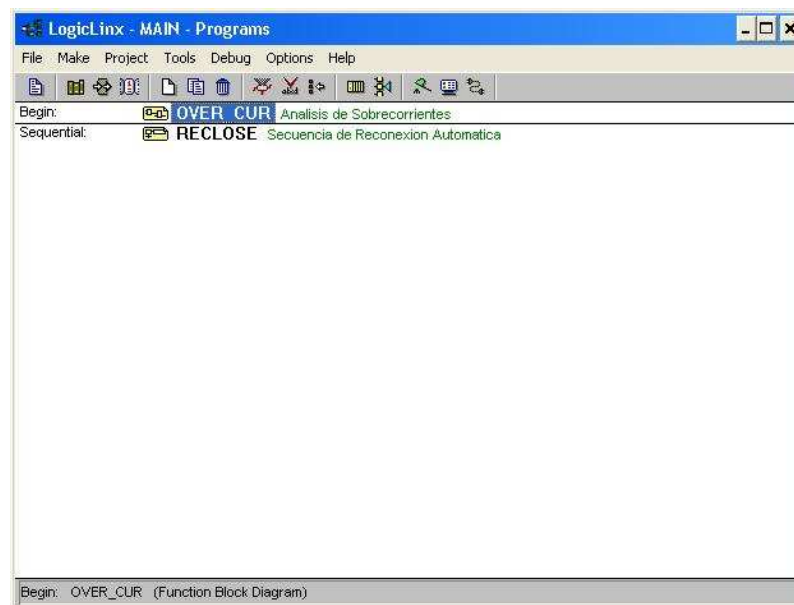 LogicLinx - MAIN - Programs
File Make Project Tools Debug Options Help
Begin: OVER_CUR Analisis de Sobrecorrientes
Sequential: RECLOSE Secuencia de Reconexion Automatica
Begin: OVER_CUR (Function Block Diagram)